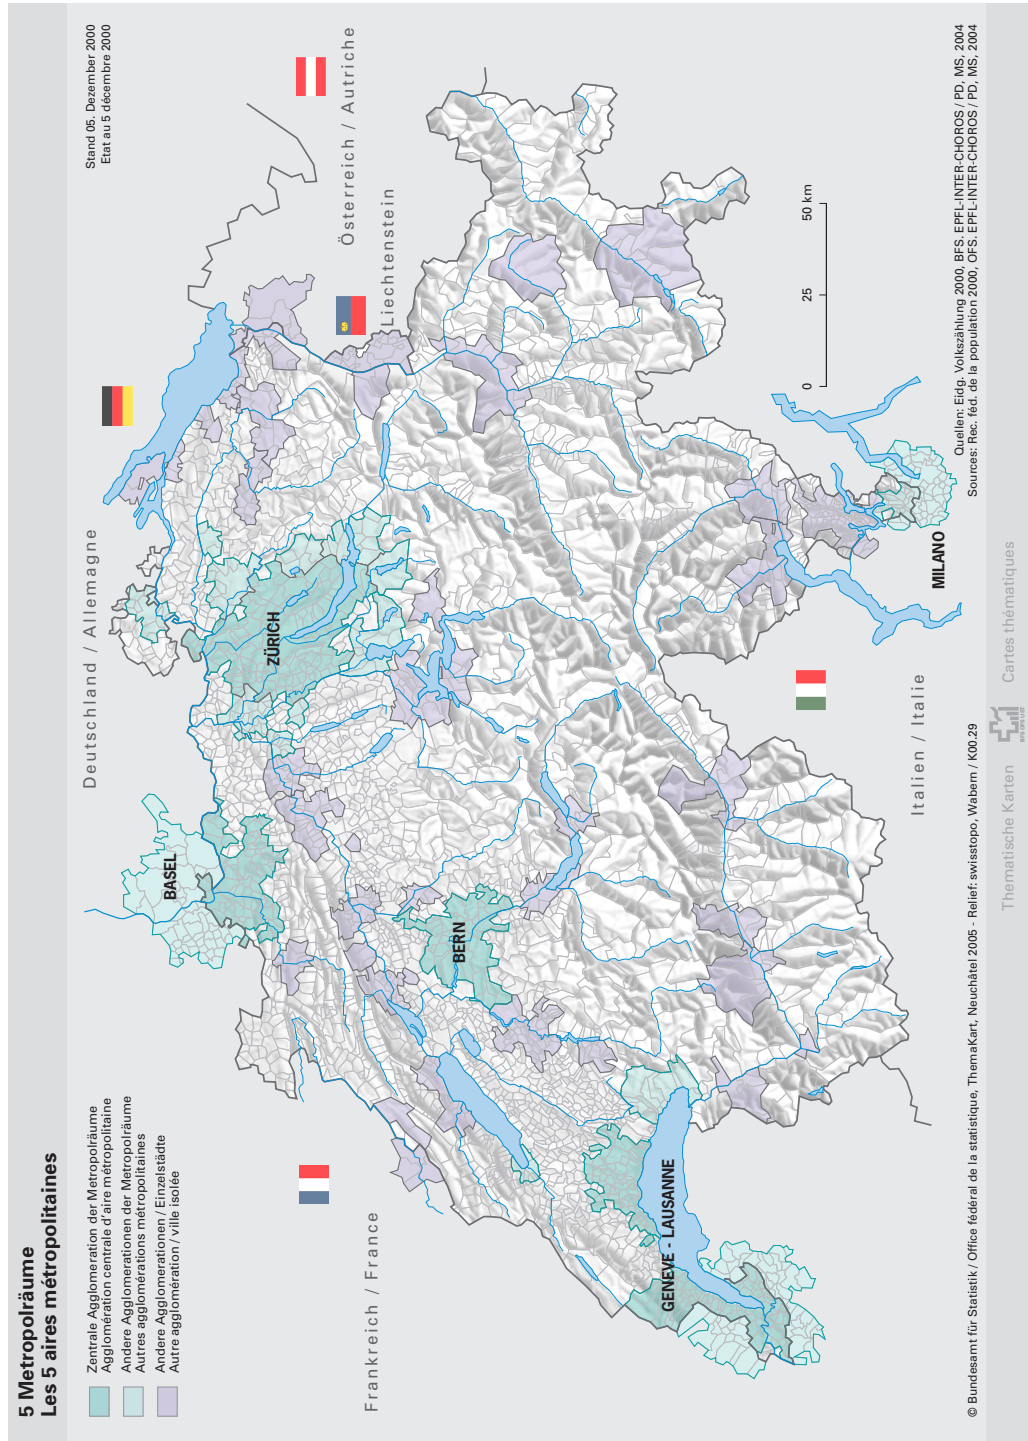 5 Metropolräume
Les 5 aires métropolitaines
Zentrale Agglomeration der Metropolräume
Agglomération centrale d'aire métropolitaine
Andere Agglomerationen der Metropolräume
Autres agglomérations métropolitaines
Andere Agglomerationen / Einzelstädte
Autre agglomération / ville isolée
Stand 05. Dezember 2000
Etat au 5 décembre 2000
Deutschland / Allemagne
Österreich / Autriche
Liechtenstein
Frankreich / France
Italien / Italie
BASEL
ZÜRICH
BERN
GENEVE - LAUSANNE
MILANO
0 25 50 km
Quellen: Eidg. Volkszählung 2000, BFS. EPFL-INTER-CHOROS / PD, MS, 2004
Sources: Rec. féd. de la population 2000, OFS. EPFL-INTER-CHOROS / PD, MS, 2004
© Bundesamt für Statistik / Office fédéral de la statistique, ThemaKart, Neuchâtel 2005 - Relief: swisstopo, Wabern / K00.29
Thematische Karten
Cartes thématiques